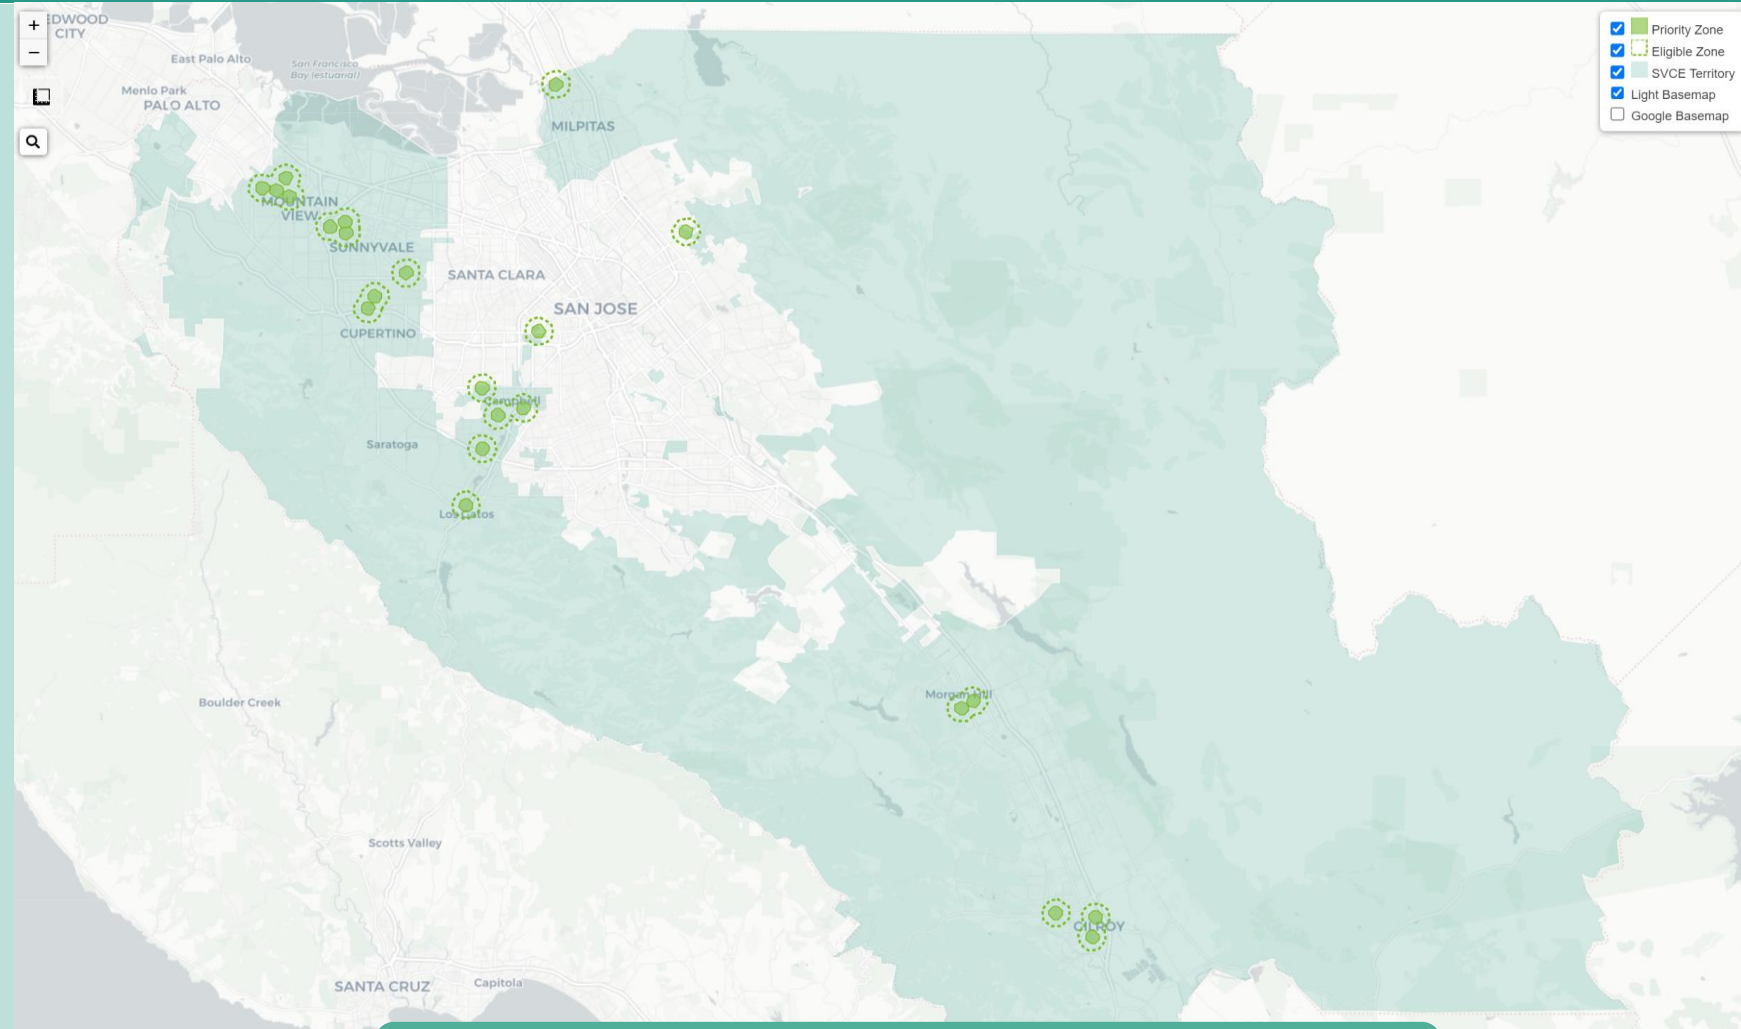 +
−
EDWOOD
CITY
East Palo Alto
San Francisco
Bay (estuarial)
Menlo Park
PALO ALTO
MILPITAS
MOUNTAIN
VIEW
SUNNYVALE
SANTA CLARA
SAN JOSE
CUPERTINO
Campbell
Saratoga
Los Gatos
Morgan Hill
Boulder Creek
Scotts Valley
GILROY
SANTA CRUZ
Capitola
Priority Zone
Eligible Zone
SVCE Territory
Light Basemap
Google Basemap